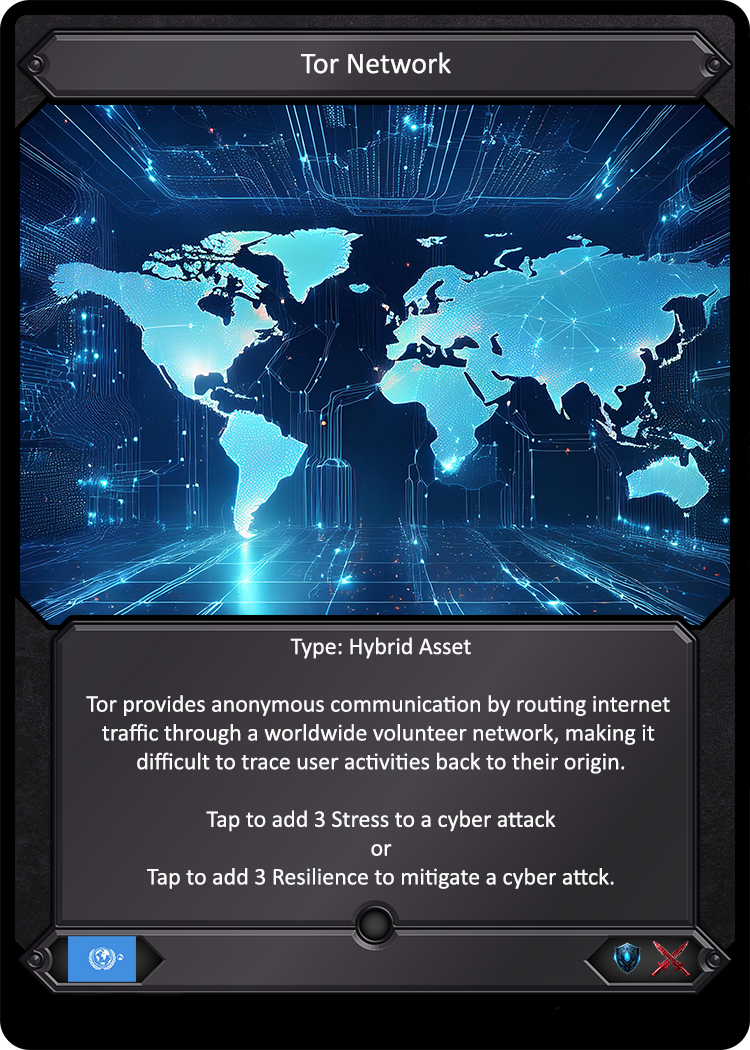 Tor Network
Type: Hybrid Asset
Tor provides anonymous communication by routing internet
traffic through a worldwide volunteer network, making it
difficult to trace user activities back to their origin.
Tap to add 3 Stress to a cyber attack
or
Tap to add 3 Resilience to mitigate a cyber attck.